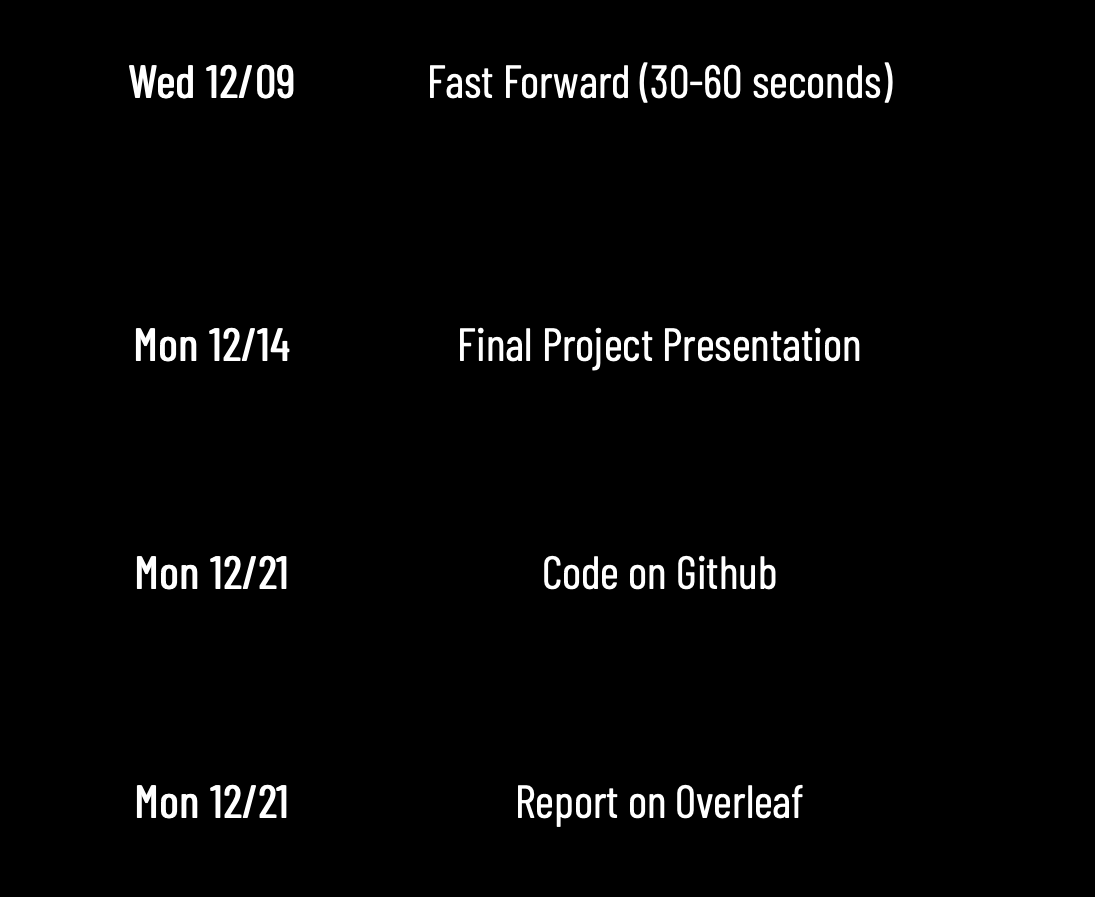 Wed 12/09 Fast Forward (30-60 seconds)
Mon 12/14 Final Project Presentation
Mon 12/21 Code on Github
Mon 12/21 Report on Overleaf